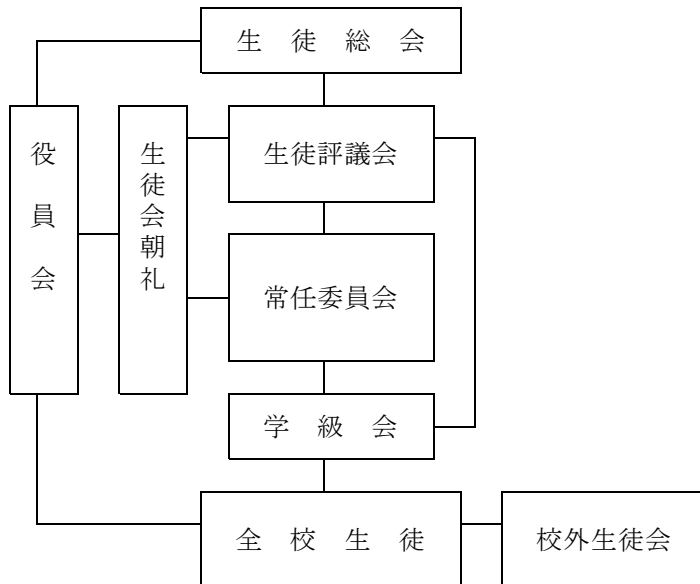 生徒総会
役員会
生徒会朝礼
生徒評議会
常任委員会
学級会
全校生徒
校外生徒会